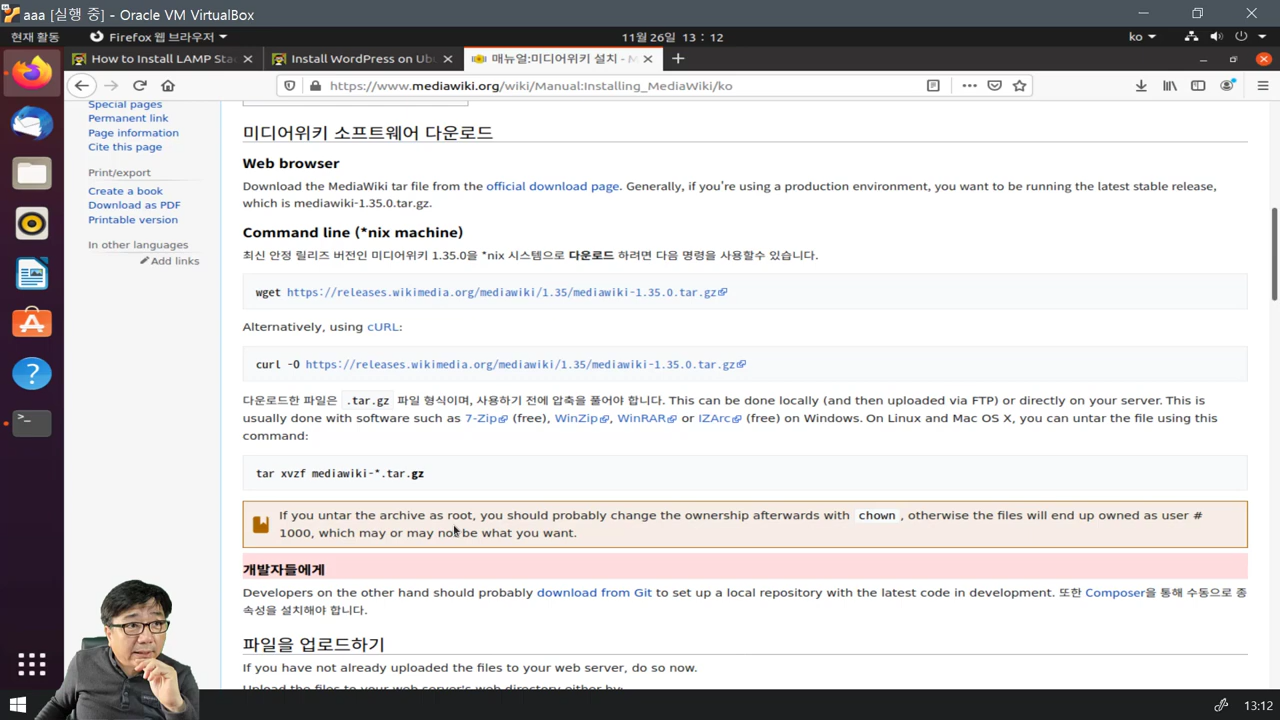 aaa [실행 중] - Oracle VM VirtualBox
현재 활동
Firefox 웹 브라우저
11월26일 13 : 12
ko
How to Install LAMP Sta
Install WordPress on Ub
매뉴얼:미디어위키 설치 - M
https://www.mediawiki.org/wiki/Manual:Installing_MediaWiki/ko
Special pages
Permanent link
Page information
Cite this page
Print/export
Create a book
Download as PDF
Printable version
In other languages
Add links
미디어위키 소프트웨어 다운로드
Web browser
Download the MediaWiki tar file from the official download page. Generally, if you're using a production environment, you want to be running the latest stable release,
which is mediawiki-1.35.0.tar.gz.
Command line (*nix machine)
최신 안정 릴리즈 버전인 미디어위키 1.35.0을 *nix 시스템으로 다운로드 하려면 다음 명령을 사용할수 있습니다.
wget https://releases.wikimedia.org/mediawiki/1.35/mediawiki-1.35.0.tar.gz
Alternatively, using cURL:
curl -O https://releases.wikimedia.org/mediawiki/1.35/mediawiki-1.35.0.tar.gz
다운로드한 파일은 .tar.gz 파일 형식이며, 사용하기 전에 압축을 풀어야 합니다. This can be done locally (and then uploaded via FTP) or directly on your server. This is
usually done with software such as 7-Zip (free), WinZip, WinRAR or IZArc (free) on Windows. On Linux and Mac OS X, you can untar the file using this
command:
tar xvzf mediawiki-*.tar.gz
If you untar the archive as root, you should probably change the ownership afterwards with chown, otherwise the files will end up owned as user #
1000, which may or may not be what you want.
개발자들에게
Developers on the other hand should probably download from Git to set up a local repository with the latest code in development. 또한 Composer을 통해 수동으로 종
속성을 설치해야 합니다.
파일을 업로드하기
If you have not already uploaded the files to your web server, do so now.
Upload the files to your web server's web directory either by:
13:12